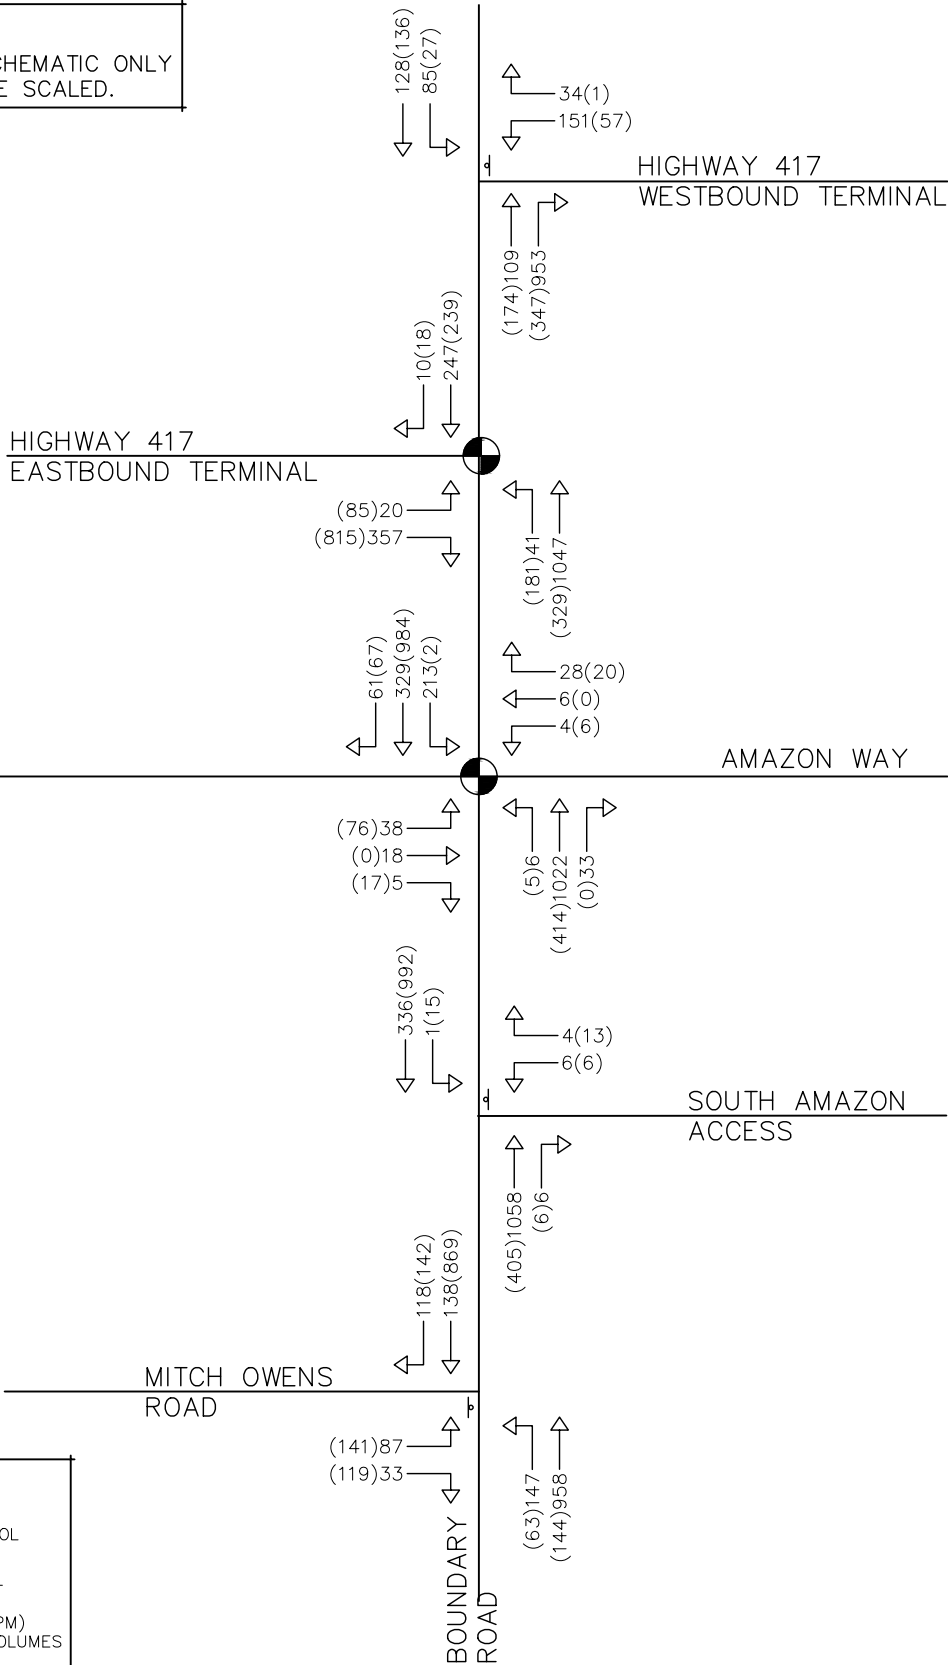 SCHEMATIC ONLY
SCALED.
128(136)
85(27)
34(1)
151(57)
HIGHWAY 417
WESTBOUND TERMINAL
(174)109
(347)953
10(18)
247(239)
HIGHWAY 417
EASTBOUND TERMINAL
(85)20
(815)357
(181)41
(329)1047
61(67)
329(984)
213(2)
28(20)
6(0)
4(6)
AMAZON WAY
(76)38
(0)18
(17)5
(5)6
(414)1022
(0)33
336(992)
1(15)
4(13)
6(6)
SOUTH AMAZON
ACCESS
(405)1058
(6)6
118(142)
138(869)
MITCH OWENS
ROAD
(141)87
(119)33
(63)147
(144)958
BOUNDARY
ROAD